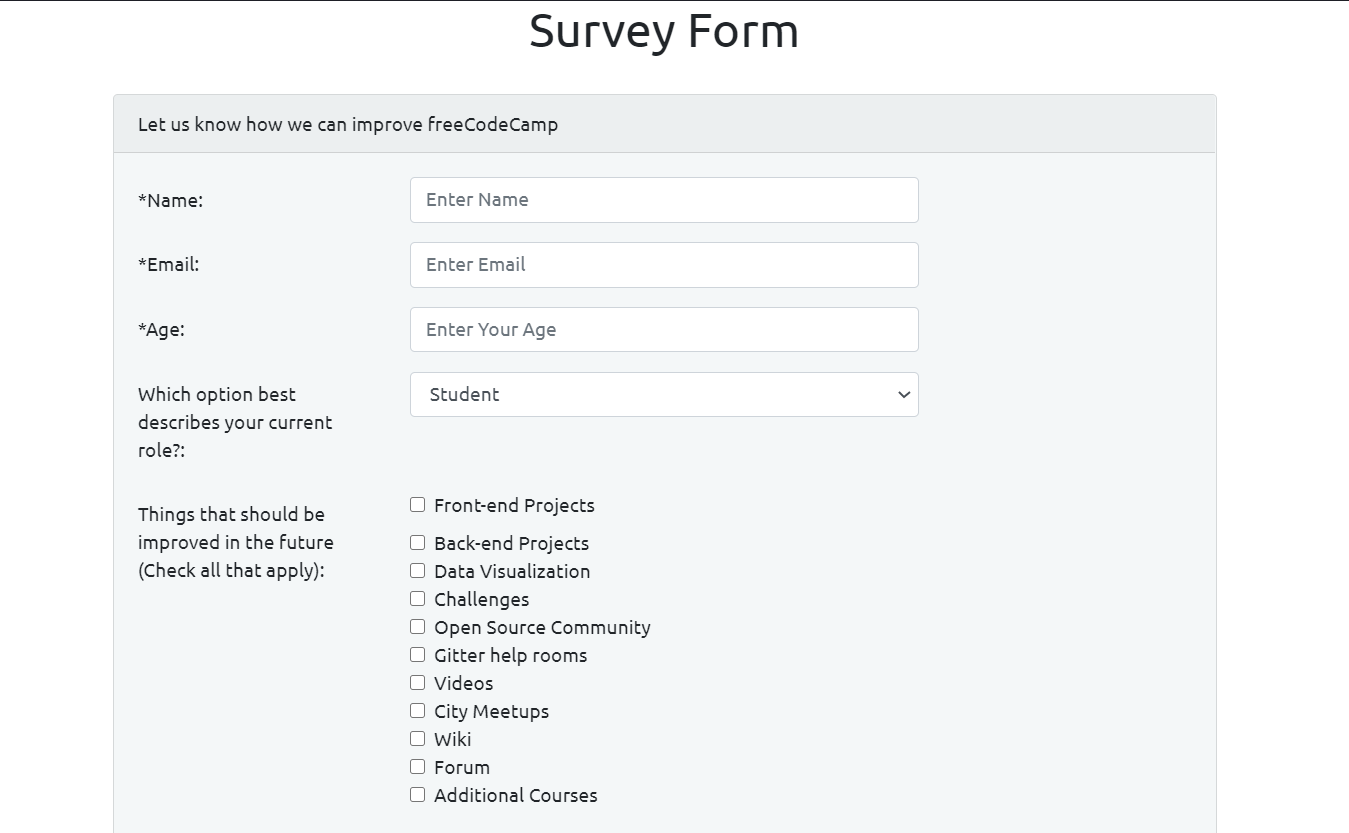 Survey Form
Let us know how we can improve freeCodeCamp
*Name:
Enter Name
*Email:
Enter Email
*Age:
Enter Your Age
Which option best
describes your current
role?:
Student
Things that should be
improved in the future
(Check all that apply):
Front-end Projects
Back-end Projects
Data Visualization
Challenges
Open Source Community
Gitter help rooms
Videos
City Meetups
Wiki
Forum
Additional Courses